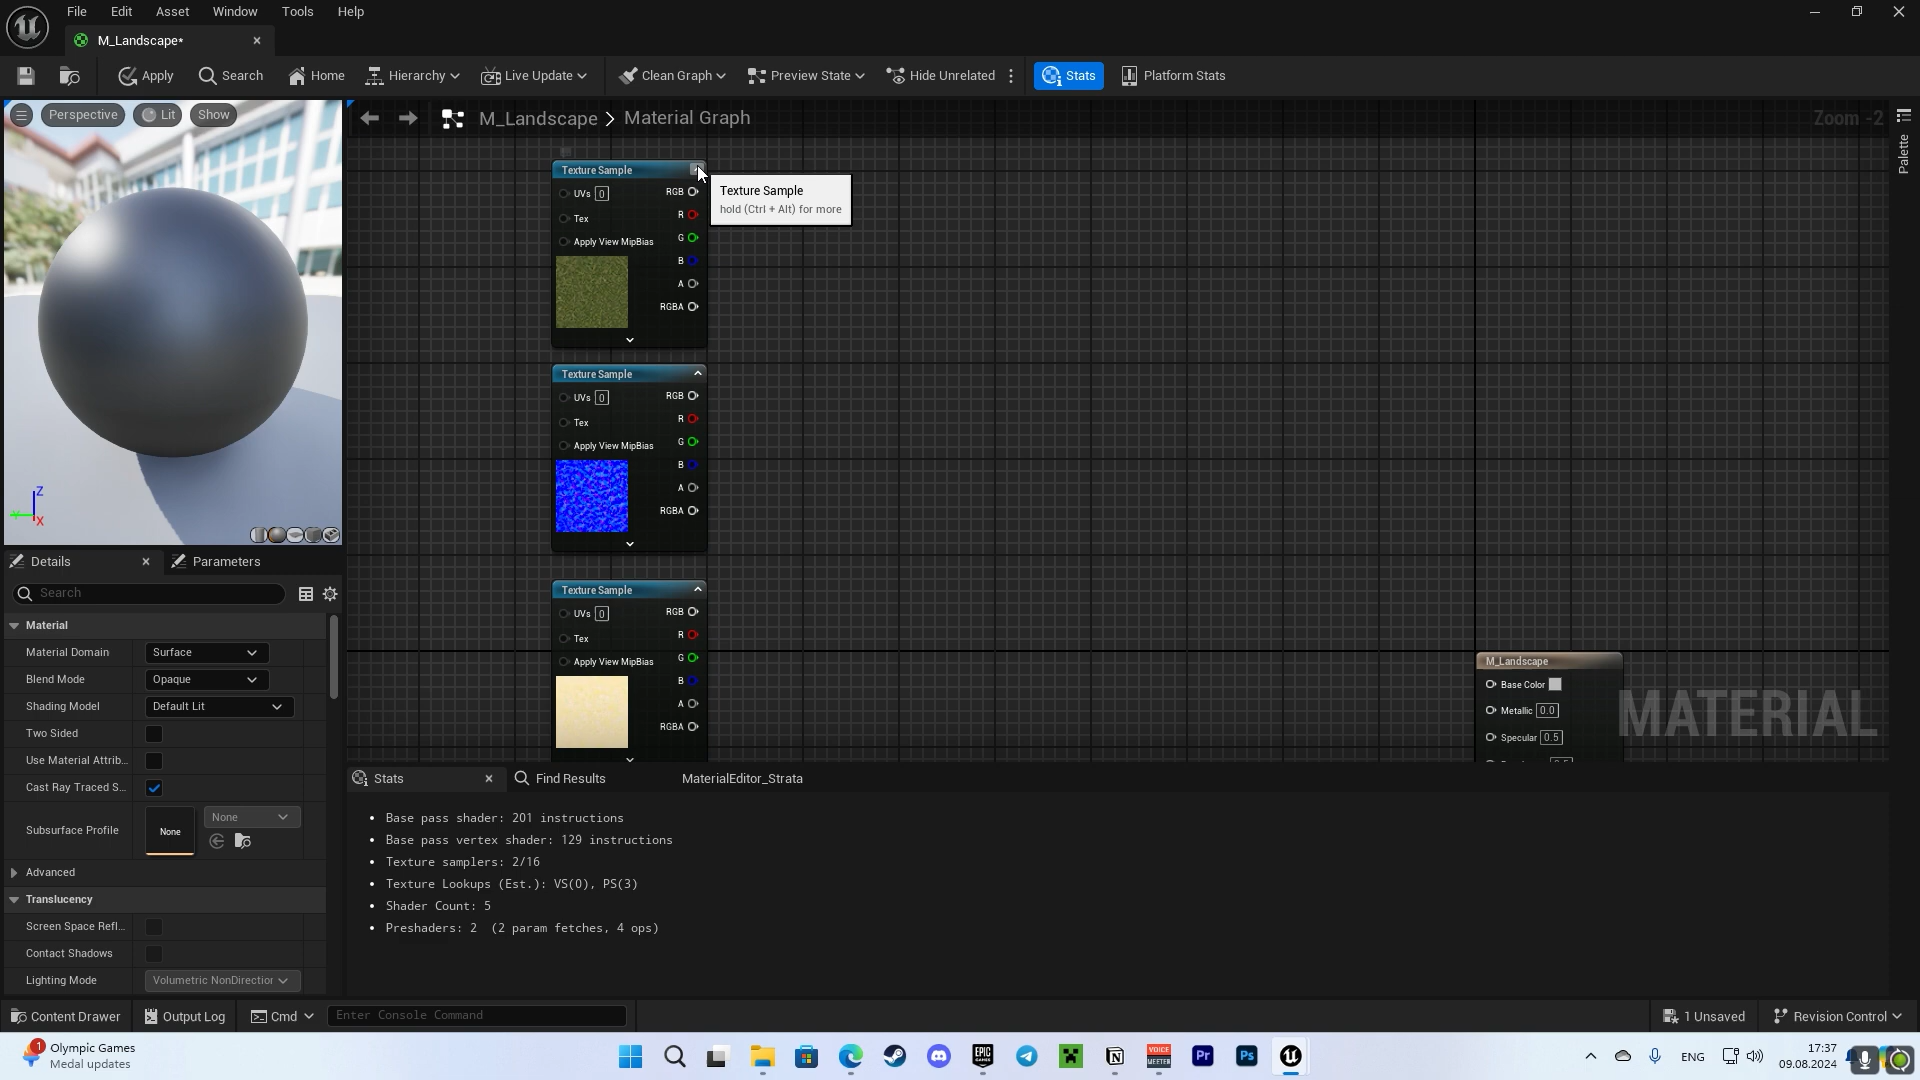 File Edit Asset Window Tools Help
M_Landscape*
Apply Search Home Hierarchy Live Update Clean Graph Preview State Hide Unrelated Stats Platform Stats
Perspective Lit Show
M_Landscape > Material Graph
Zoom -2
Palette
Texture Sample
UVs 0 RGB
Tex R
Apply View MipBias G
B
A
RGBA
Texture Sample
hold (Ctrl + Alt) for more
Texture Sample
UVs 0 RGB
Tex R
Apply View MipBias G
B
A
RGBA
Texture Sample
UVs 0 RGB
Tex R
Apply View MipBias G
B
A
RGBA
M_Landscape
Base Color
Metallic 0.0
Specular 0.5
MATERIAL
Z
Y
X
Details Parameters
Search
Material
Material Domain Surface
Blend Mode Opaque
Shading Model Default Lit
Two Sided
Use Material Attrib...
Cast Ray Traced S...
Subsurface Profile None None
Advanced
Translucency
Screen Space Refl...
Contact Shadows
Lighting Mode Volumetric NonDirection
Stats Find Results MaterialEditor_Strata
Base pass shader: 201 instructions
Base pass vertex shader: 129 instructions
Texture samplers: 2/16
Texture Lookups (Est.): VS(0), PS(3)
Shader Count: 5
Preshaders: 2 (2 param fetches, 4 ops)
Content Drawer Output Log Cmd Enter Console Command 1 Unsaved Revision Control
1 Olympic Games
Medal updates
EPIC GAMES
VOICE MEETER
Pr
Ps
ENG
17:37
09.08.2024